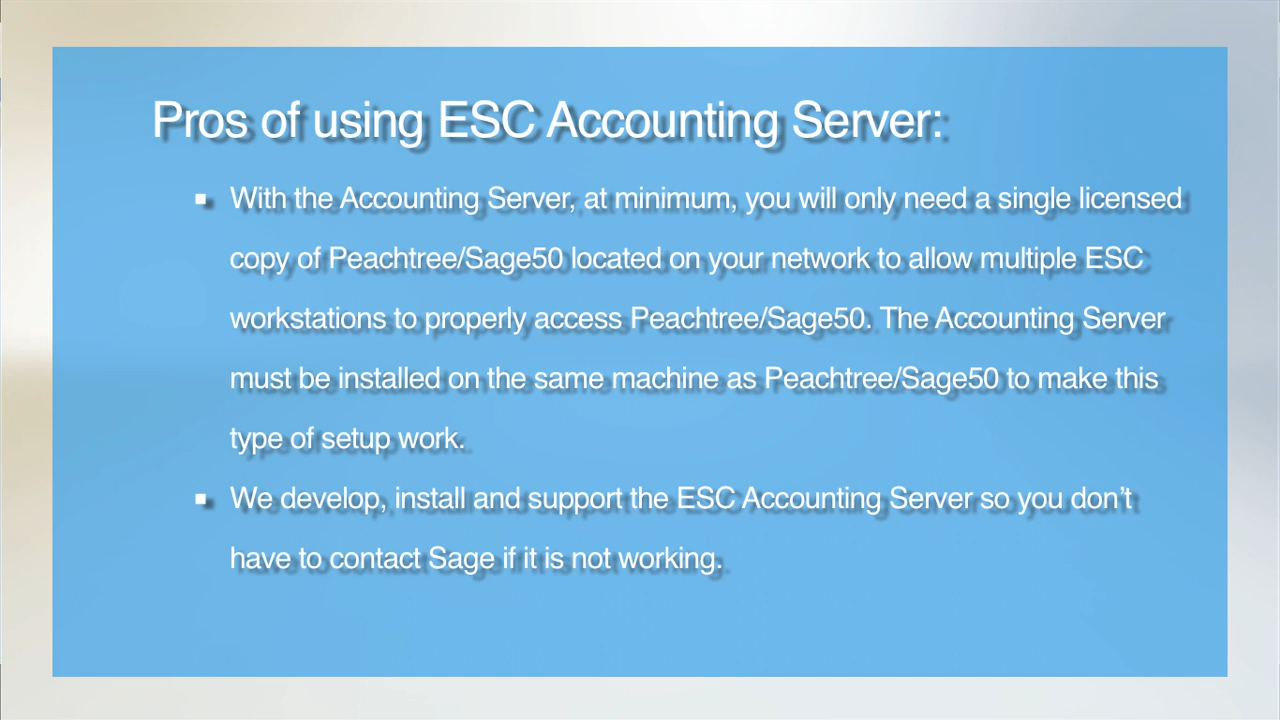 Pros of using ESC Accounting Server:
▪ With the Accounting Server, at minimum, you will only need a single licensed
copy of Peachtree/Sage50 located on your network to allow multiple ESC
workstations to properly access Peachtree/Sage50. The Accounting Server
must be installed on the same machine as Peachtree/Sage50 to make this
type of setup work.
▪ We develop, install and support the ESC Accounting Server so you don’t
have to contact Sage if it is not working.